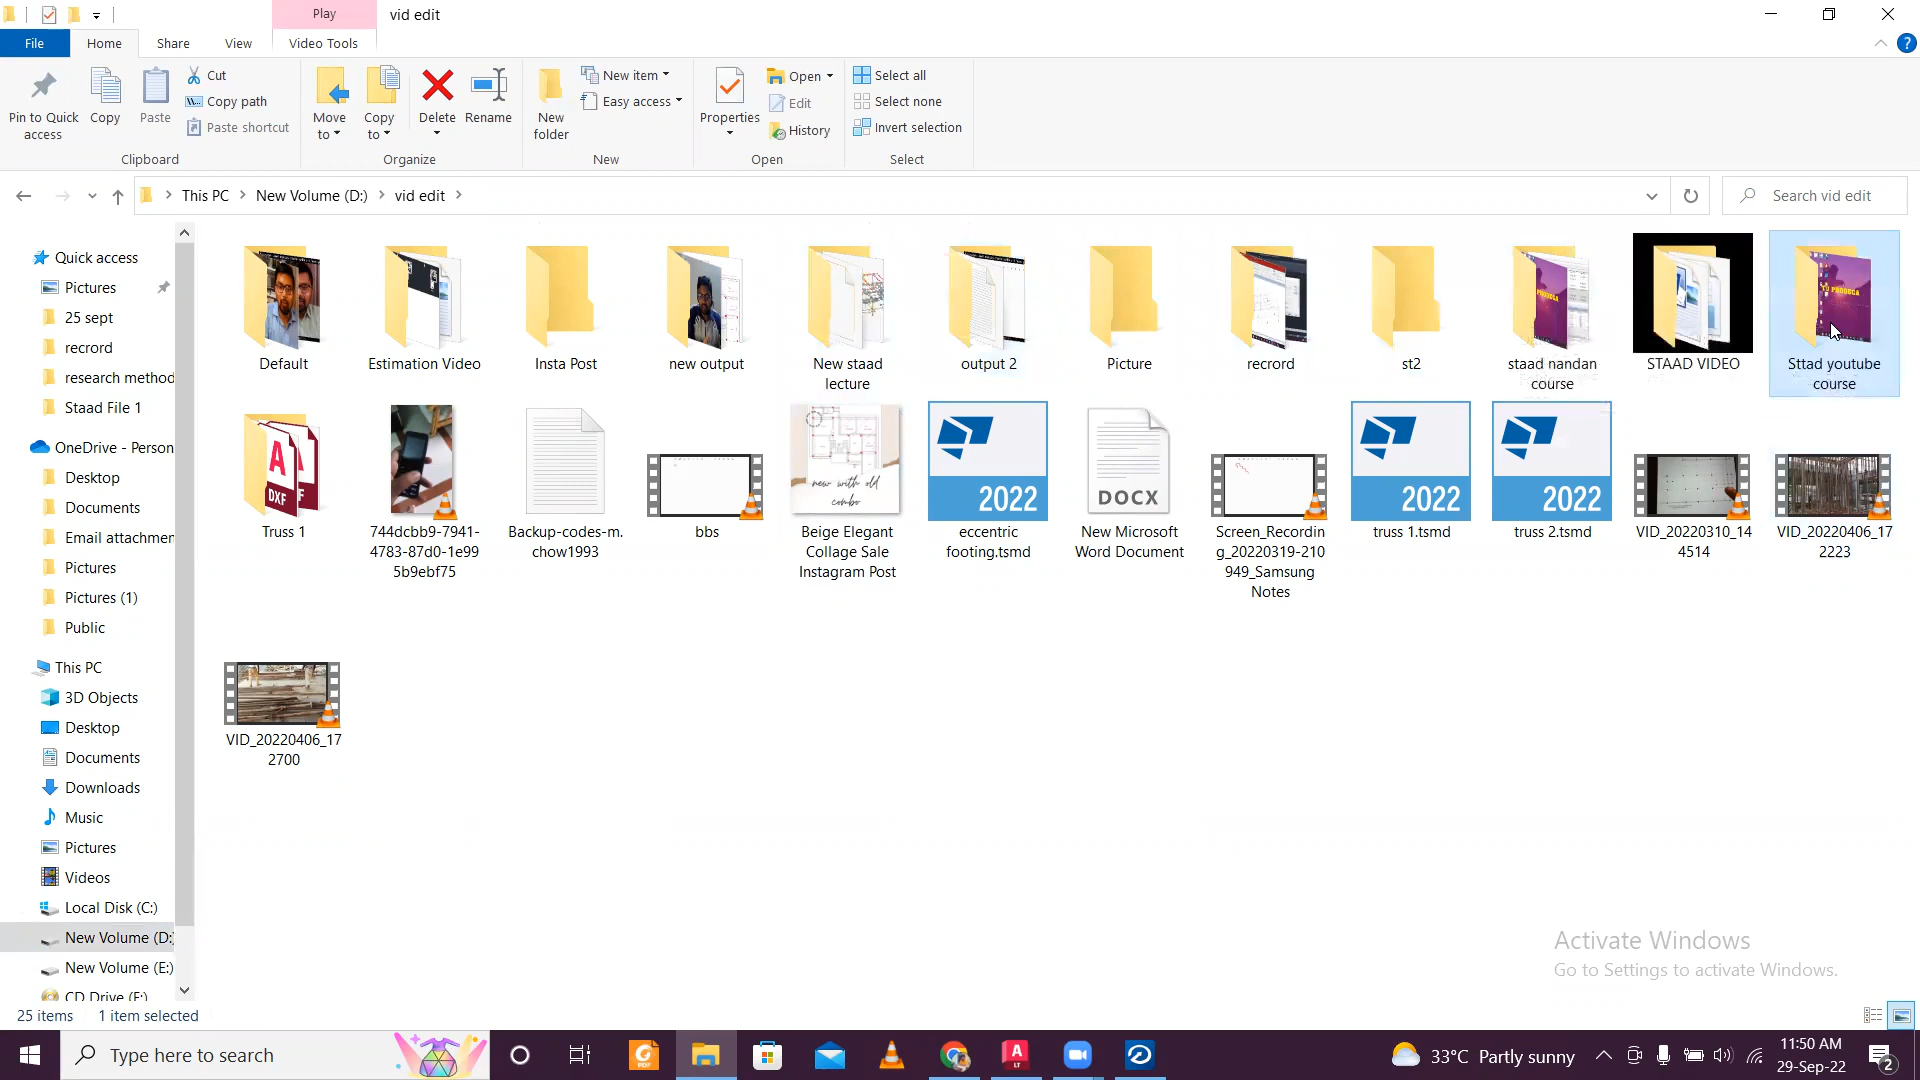 Play
vid edit
File
Home
Share
View
Video Tools
Pin to Quick access
Copy
Paste
Cut
Copy path
Paste shortcut
Clipboard
Move to
Copy to
Delete
Rename
Organize
New folder
New item
Easy access
New
Properties
Open
Edit
History
Open
Select all
Select none
Invert selection
Select
This PC
New Volume (D:)
vid edit
Search vid edit
Quick access
Pictures
25 sept
recrord
research method
Staad File 1
OneDrive - Person
Desktop
Documents
Email attachmen
Pictures
Pictures (1)
Public
This PC
3D Objects
Desktop
Documents
Downloads
Music
Pictures
Videos
Local Disk (C:)
New Volume (D:)
New Volume (E:)
CD Drive (F:)
Default
Estimation Video
Insta Post
new output
New staad
lecture
output 2
Picture
recrord
st2
staad nandan
course
STAAD VIDEO
Sttad youtube
course
DXF
Truss 1
744dcbb9-7941-
4783-87d0-1e99
5b9ebf75
Backup-codes-m.
chow1993
bbs
new with old
combo
Beige Elegant
Collage Sale
Instagram Post
2022
eccentric
footing.tsmd
DOCX
New Microsoft
Word Document
Screen_Recordin
g_20220319-210
949_Samsung
Notes
2022
truss 1.tsmd
2022
truss 2.tsmd
VID_20220310_14
4514
VID_20220406_17
2223
VID_20220406_17
2700
Activate Windows
Go to Settings to activate Windows.
25 items
1 item selected
Type here to search
33°C Partly sunny
11:50 AM
29-Sep-22
2